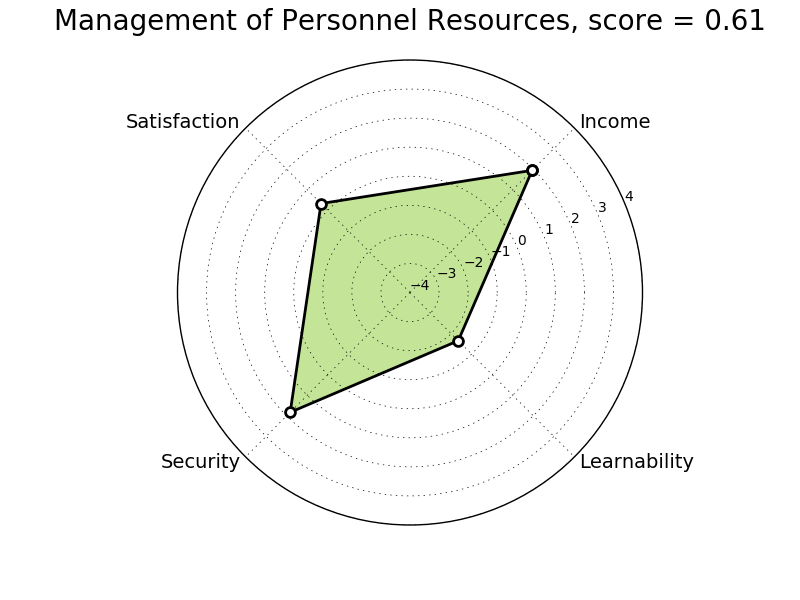 Management of Personnel Resources, score = 0.61
Satisfaction
Income
4
3
2
1
0
−1
−2
−3
−4
Security
Learnability